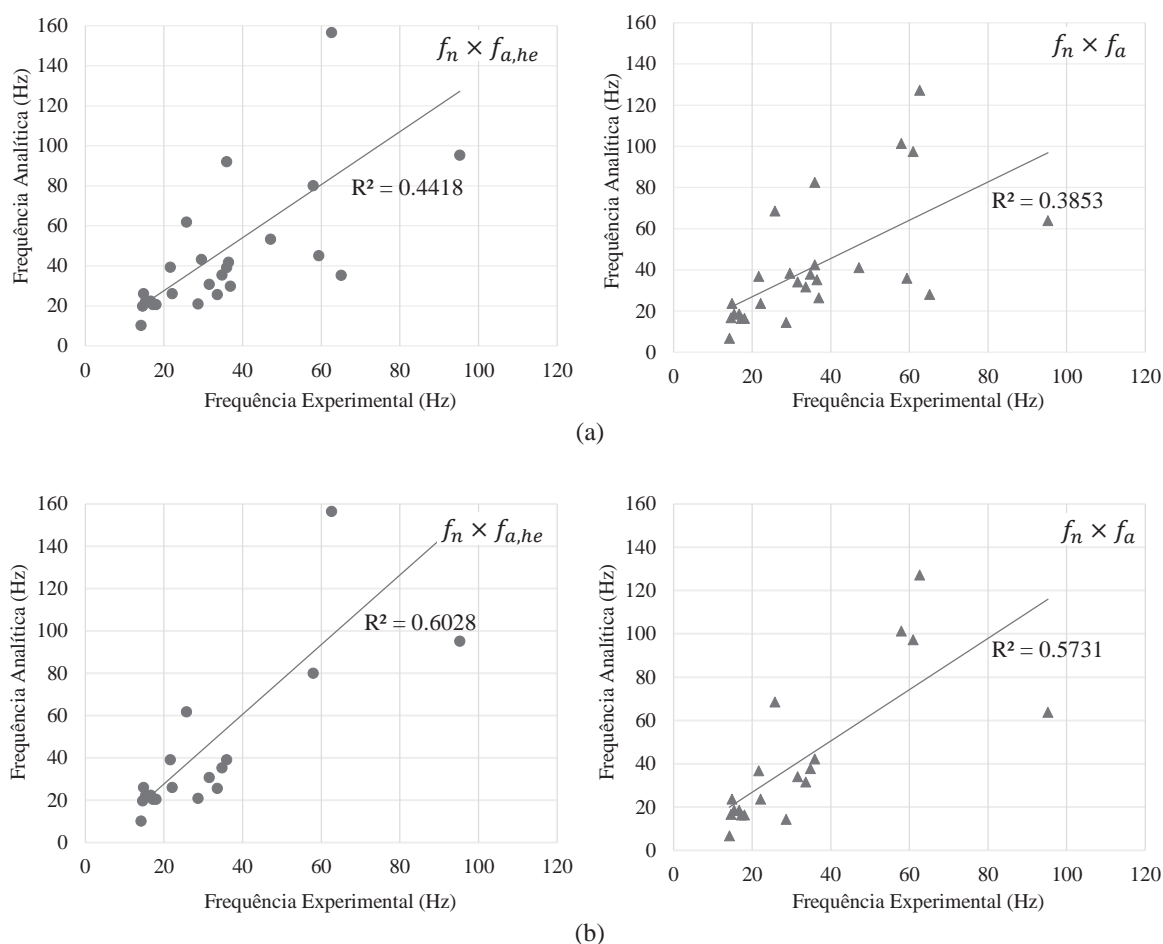 160
140
120
100
80
60
40
20
0
Frequência Analítica (Hz)
f_n × f_{a,he}
R² = 0.4418
0 20 40 60 80 100 120
Frequência Experimental (Hz)
160
140
120
100
80
60
40
20
0
Frequência Analítica (Hz)
f_n × f_a
R² = 0.3853
0 20 40 60 80 100 120
Frequência Experimental (Hz)
(a)
160
140
120
100
80
60
40
20
0
Frequência Analítica (Hz)
f_n × f_{a,he}
R² = 0.6028
0 20 40 60 80 100 120
Frequência Experimental (Hz)
160
140
120
100
80
60
40
20
0
Frequência Analítica (Hz)
f_n × f_a
R² = 0.5731
0 20 40 60 80 100 120
Frequência Experimental (Hz)
(b)